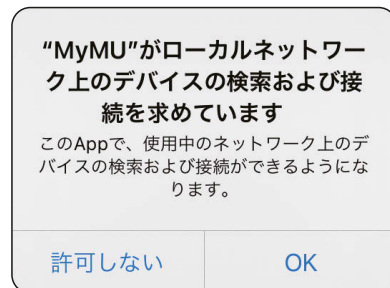 “MyMU”がローカルネットワー
ク上のデバイスの検索および接
続を求めています
このAppで、使用中のネットワーク上のデ
バイスの検索および接続ができるようにな
ります。
許可しない
OK